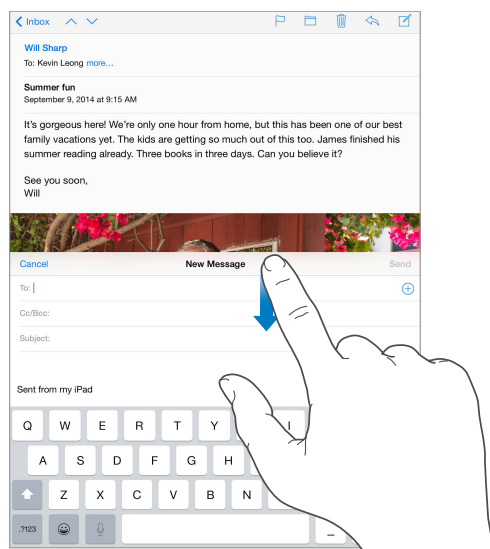 Inbox
Will Sharp
To: Kevin Leong more...
Summer fun
September 9, 2014 at 9:15 AM
It's gorgeous here! We're only one hour from home, but this has been one of our best
family vacations yet. The kids are getting so much out of this too. James finished his
summer reading already. Three books in three days. Can you believe it?
See you soon,
Will
Cancel New Message Send
To:
Cc/Bcc:
Subject:
Sent from my iPad
Q W E R T Y I
A S D F G H
Z X C V B N
.?123 _